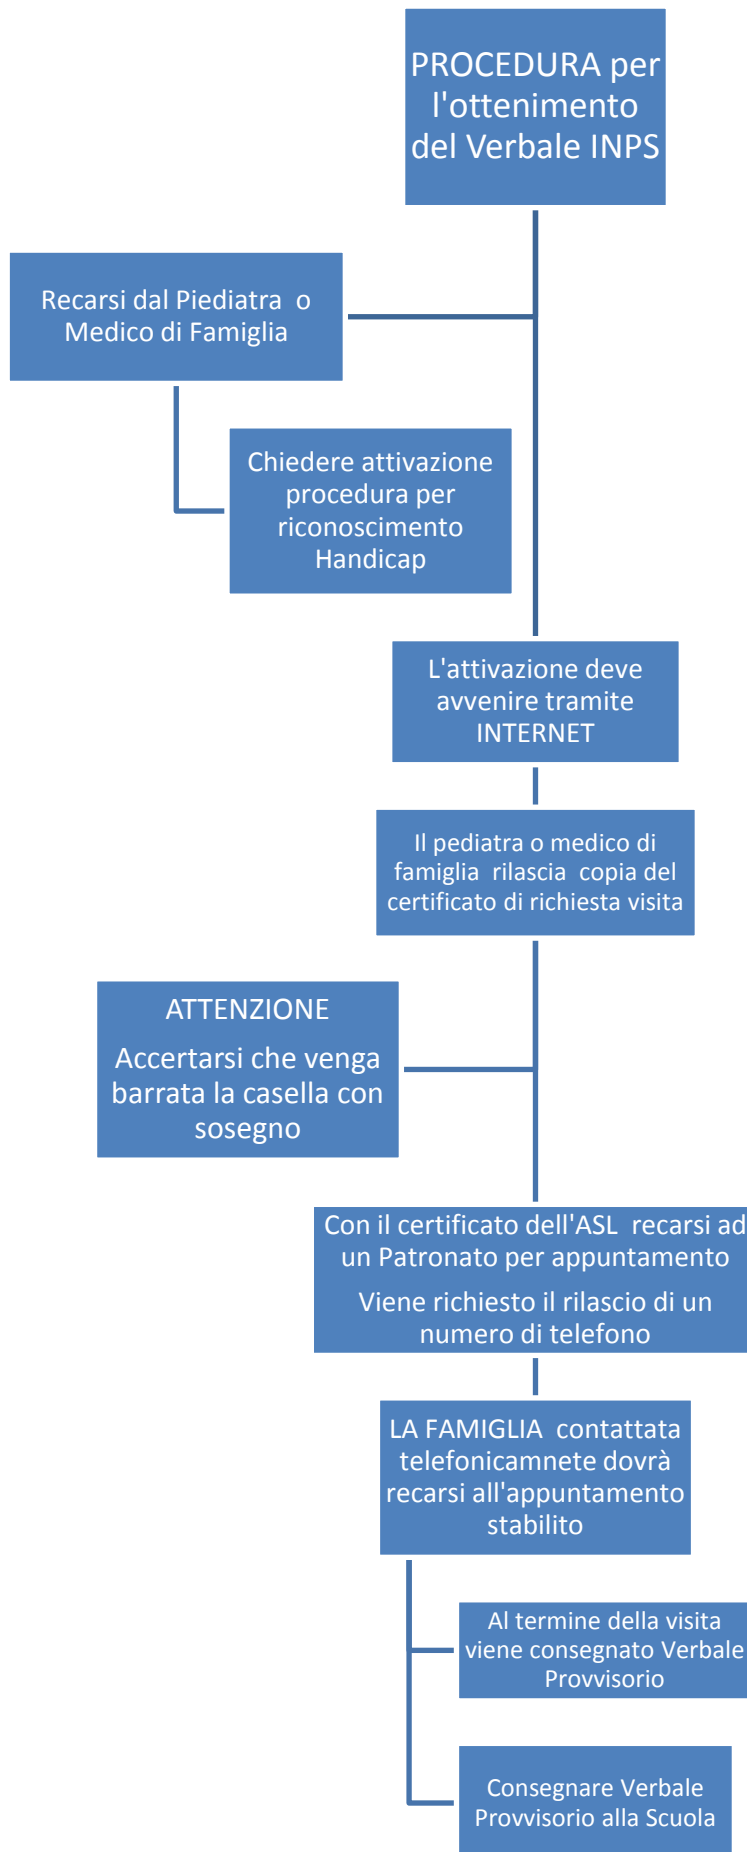 PROCEDURA per
l'ottenimento
del Verbale INPS
Recarsi dal Piediatra o
Medico di Famiglia
Chiedere attivazione
procedura per
riconoscimento
Handicap
L'attivazione deve
avvenire tramite
INTERNET
Il pediatra o medico di
famiglia rilascia copia del
certificato di richiesta visita
ATTENZIONE
Accertarsi che venga
barrata la casella con
sosegno
Con il certificato dell'ASL recarsi ad
un Patronato per appuntamento
Viene richiesto il rilascio di un
numero di telefono
LA FAMIGLIA contattata
telefonicamnete dovrà
recarsi all'appuntamento
stabilito
Al termine della visita
viene consegnato Verbale
Provvisorio
Consegnare Verbale
Provvisorio alla Scuola